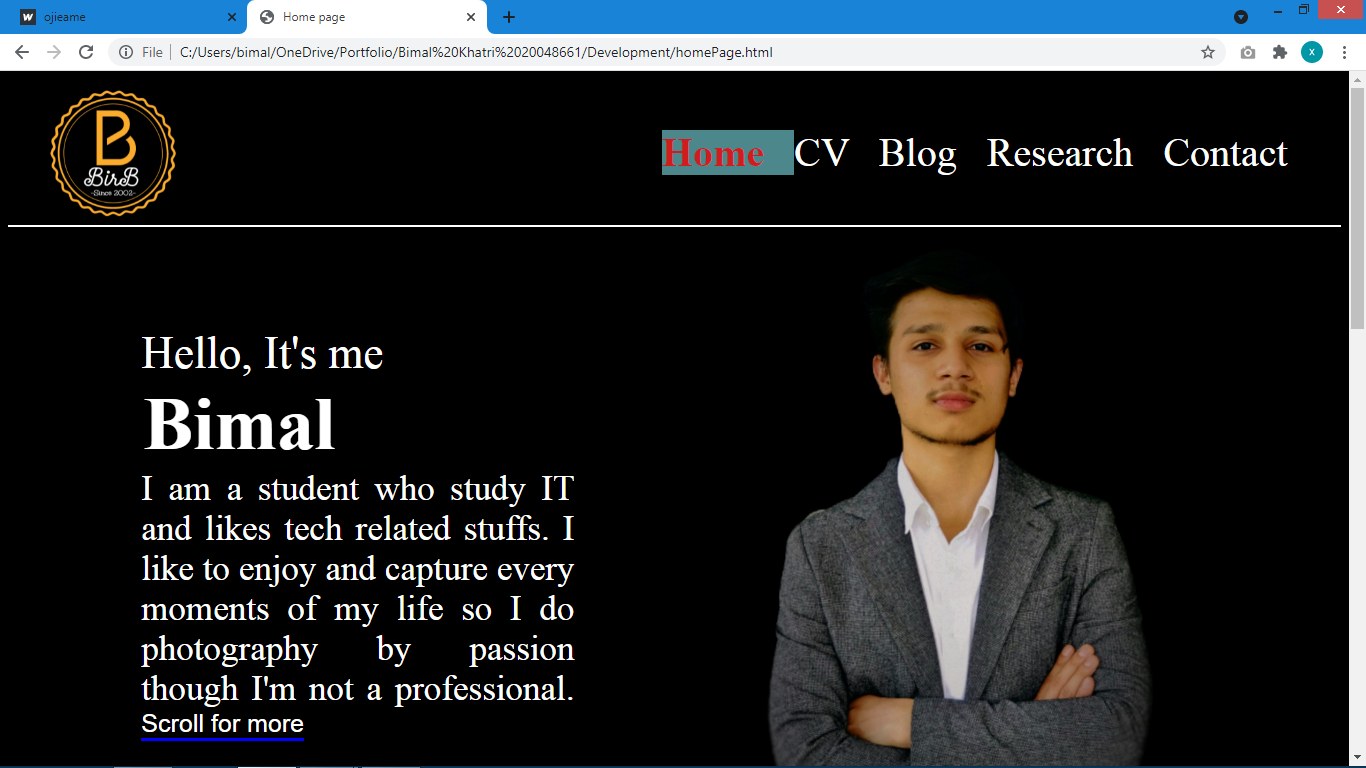 ojieame
Home page
File
C:/Users/bimal/OneDrive/Portfolio/Bimal%20Khatri%2020048661/Development/homePage.html
x
B
BirB
-Since 2002-
Home CV Blog Research Contact
Hello, It's me
Bimal
I am a student who study IT
and likes tech related stuffs. I
like to enjoy and capture every
moments of my life so I do
photography by passion
though I'm not a professional.
Scroll for more